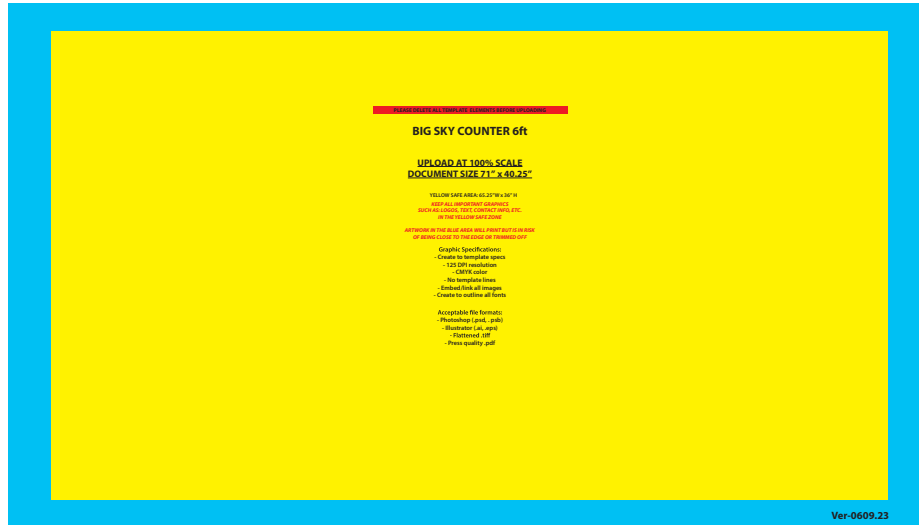 PLEASE DELETE ALL TEMPLATE ELEMENTS BEFORE UPLOADING
BIG SKY COUNTER 6ft
UPLOAD AT 100% SCALE
DOCUMENT SIZE 71” x 40.25”
YELLOW SAFE AREA: 65.25”W x 36” H
KEEP ALL IMPORTANT GRAPHICS
SUCH AS: LOGOS, TEXT, CONTACT INFO, ETC.
IN THE YELLOW SAFE ZONE
ARTWORK IN THE BLUE AREA WILL PRINT BUT IS IN RISK
OF BEING CLOSE TO THE EDGE OR TRIMMED OFF
Graphic Specifications:
- Create to template specs
- 125 DPI resolution
- CMYK color
- No template lines
- Embed/link all images
- Create to outline all fonts
Acceptable file formats:
- Photoshop (.psd, .psb)
- Illustrator (.ai, .eps)
- Flattened .tiff
- Press quality .pdf
Ver-0609.23